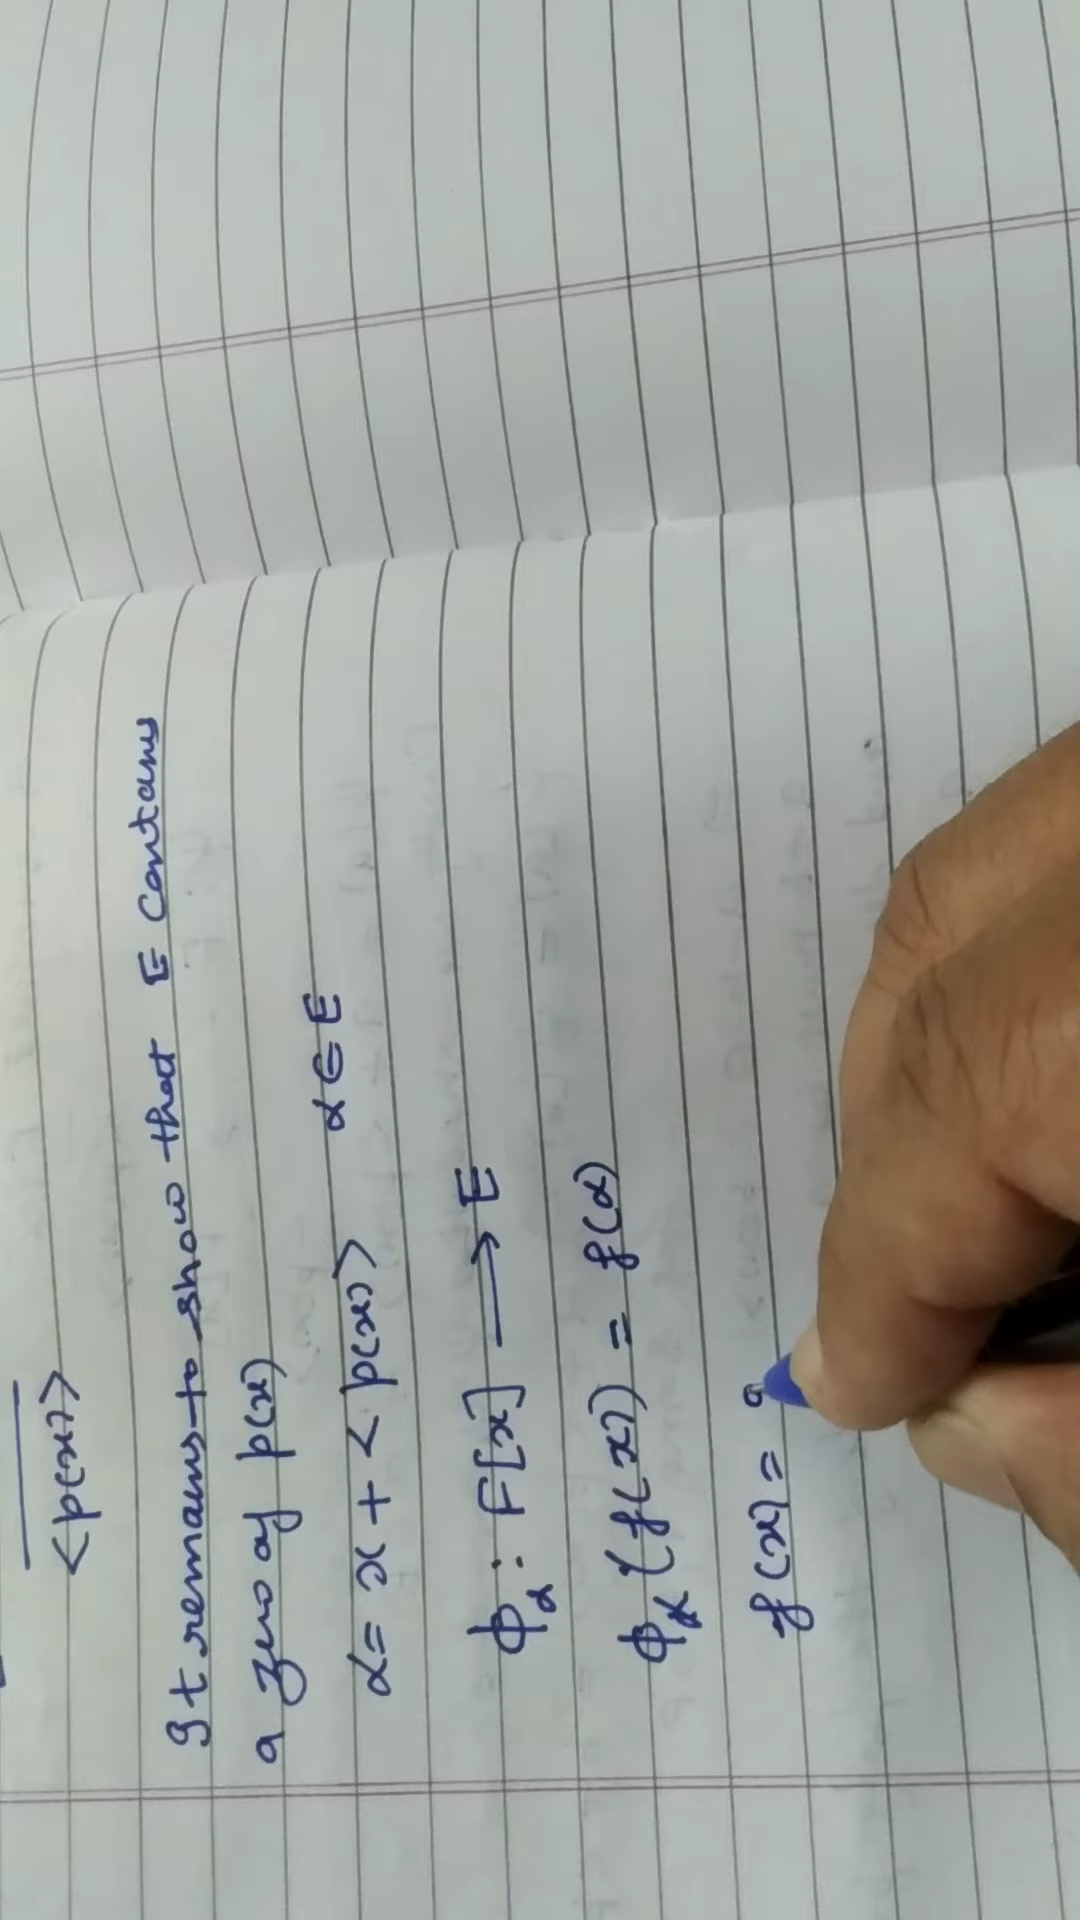 <p(x)>
It remains to show that E contains
a zero of p(x)
α = x + <p(x)> α ∈ E
ϕα : F[x] ⟶ E
ϕα (f(x)) = f(α)
f(x) = a